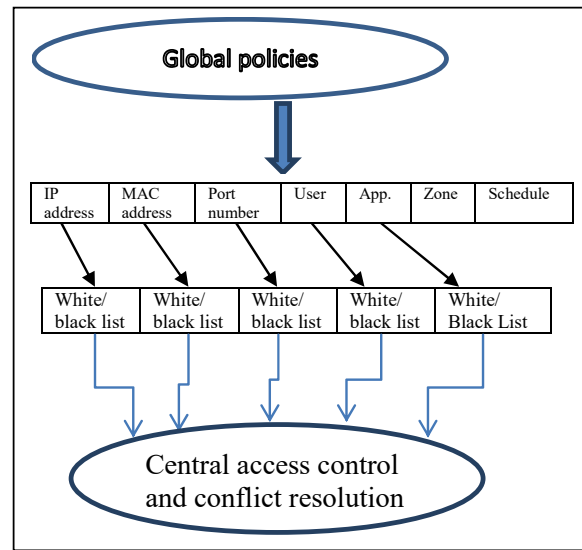 Global policies
IP address
MAC address
Port number
User
App.
Zone
Schedule
White/
black list
White/
black list
White/
black list
White/
black list
White/
Black List
Central access control
and conflict resolution